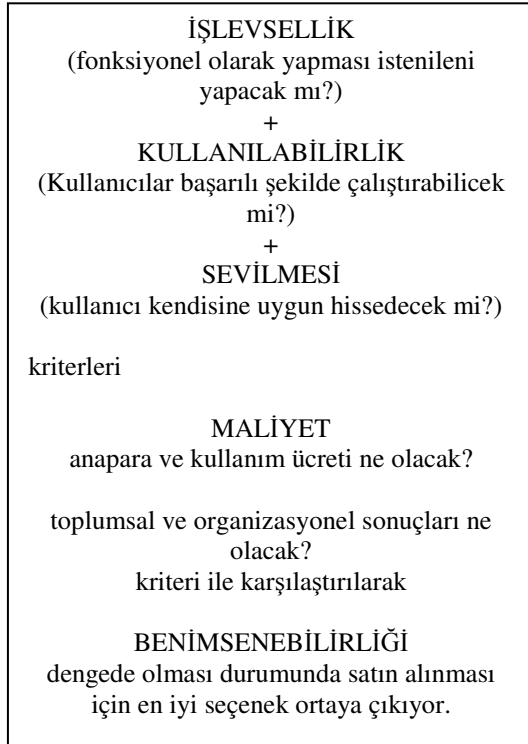 İŞLEVSELLİK
(fonksiyonel olarak yapması istenileni
yapacak mı?)
+
KULLANILABİLİRLİK
(Kullanıcılar başarılı şekilde çalıştırabilicek
mi?)
+
SEVİLMESİ
(kullanıcı kendisine uygun hissedecek mi?)
kriterleri
MALİYET
anapara ve kullanım ücreti ne olacak?
toplumsal ve organizasyonel sonuçları ne
olacak?
kriteri ile karşılaştırılarak
BENİMSENEBİLİRLİĞİ
dengede olması durumunda satın alınması
için en iyi seçenek ortaya çıkıyor.